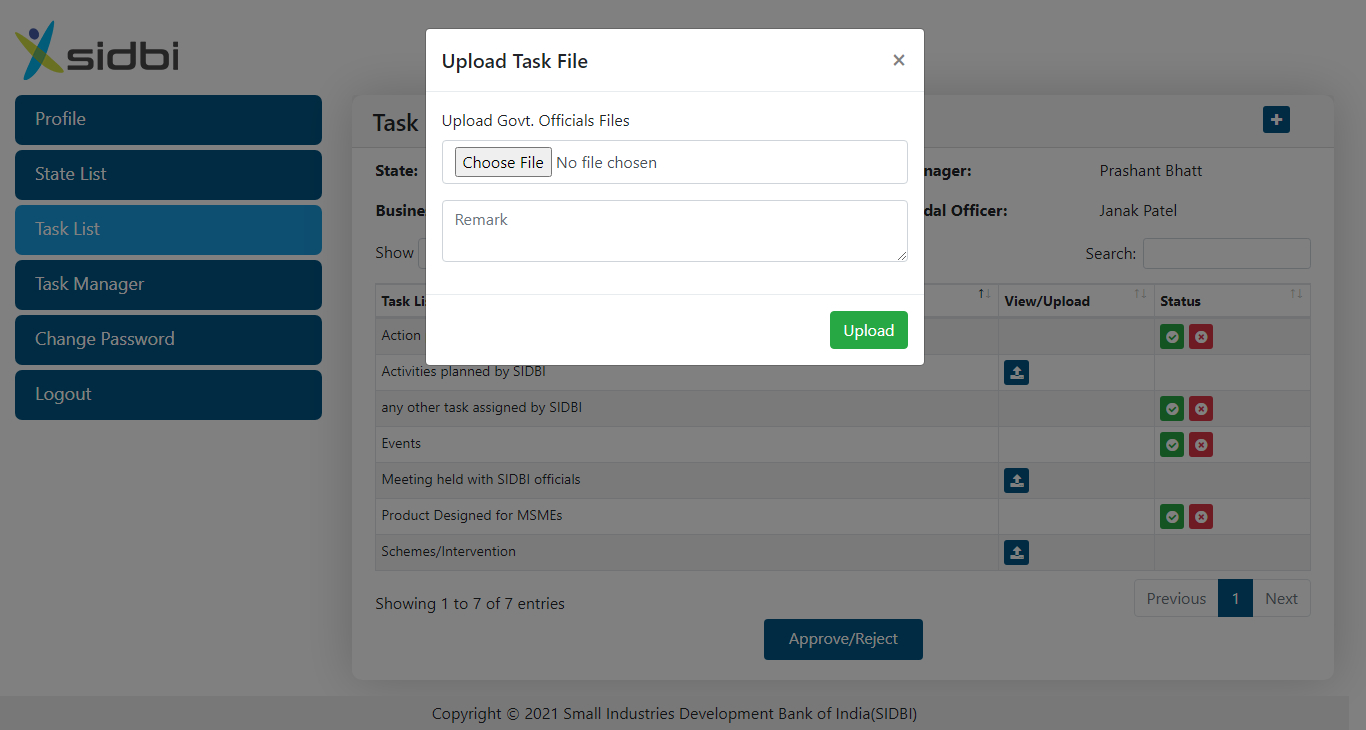 sidbi
Profile
State List
Task List
Task Manager
Change Password
Logout
Upload Task File
×
Upload Govt. Officials Files
Choose File No file chosen
Remark
Upload
Task
State: nager: Prashant Bhatt
Busine dal Officer: Janak Patel
Show Search:
Task Li View/Upload Status
Action
Activities planned by SIDBI
any other task assigned by SIDBI
Events
Meeting held with SIDBI officials
Product Designed for MSMEs
Schemes/Intervention
Showing 1 to 7 of 7 entries
Previous 1 Next
Approve/Reject
Copyright © 2021 Small Industries Development Bank of India(SIDBI)